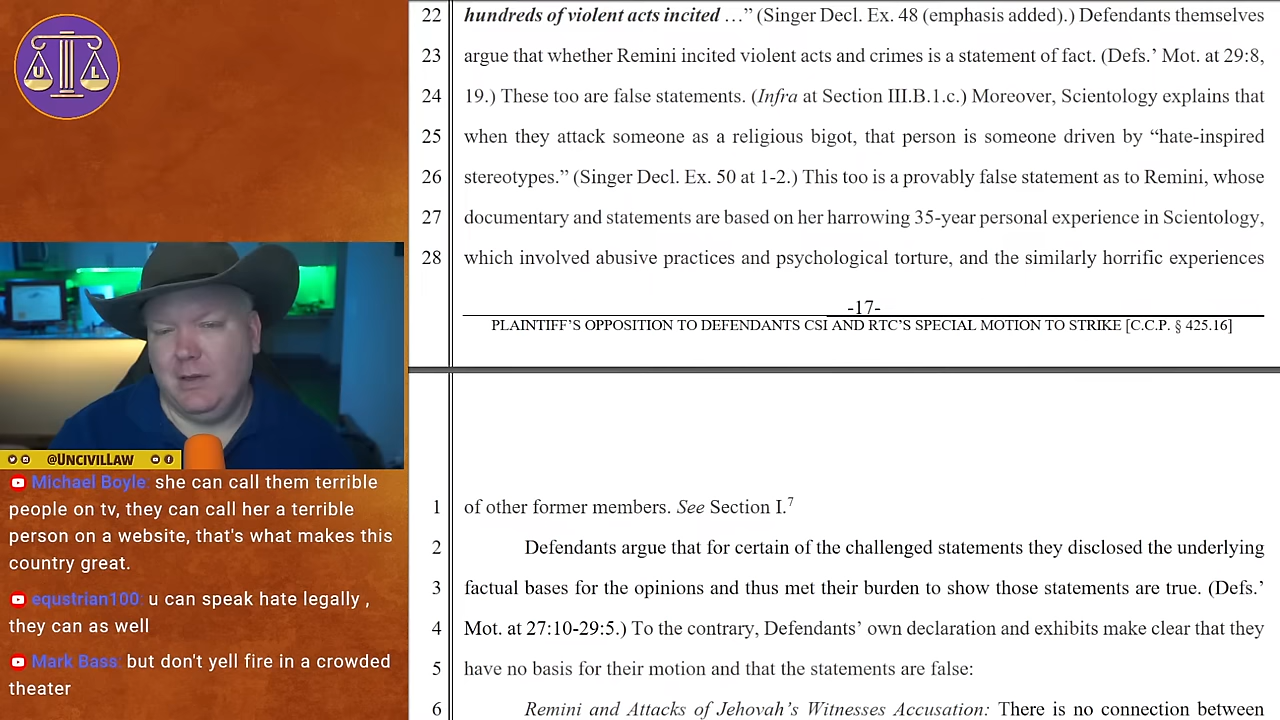 U L
@UNCIVILLAW
Michael Boyle: she can call them terrible
people on tv, they can call her a terrible
person on a website, that's what makes this
country great.
equstrian100: u can speak hate legally ,
they can as well
Mark Bass: but don't yell fire in a crowded
theater
22 hundreds of violent acts incited …” (Singer Decl. Ex. 48 (emphasis added).) Defendants themselves
23 argue that whether Remini incited violent acts and crimes is a statement of fact. (Defs.’ Mot. at 29:8,
24 19.) These too are false statements. (Infra at Section III.B.1.c.) Moreover, Scientology explains that
25 when they attack someone as a religious bigot, that person is someone driven by “hate-inspired
26 stereotypes.” (Singer Decl. Ex. 50 at 1-2.) This too is a provably false statement as to Remini, whose
27 documentary and statements are based on her harrowing 35-year personal experience in Scientology,
28 which involved abusive practices and psychological torture, and the similarly horrific experiences
-17-
PLAINTIFF’S OPPOSITION TO DEFENDANTS CSI AND RTC’S SPECIAL MOTION TO STRIKE [C.C.P. § 425.16]
1 of other former members. See Section I.7
2 Defendants argue that for certain of the challenged statements they disclosed the underlying
3 factual bases for the opinions and thus met their burden to show those statements are true. (Defs.’
4 Mot. at 27:10-29:5.) To the contrary, Defendants’ own declaration and exhibits make clear that they
5 have no basis for their motion and that the statements are false:
6 Remini and Attacks of Jehovah’s Witnesses Accusation: There is no connection between